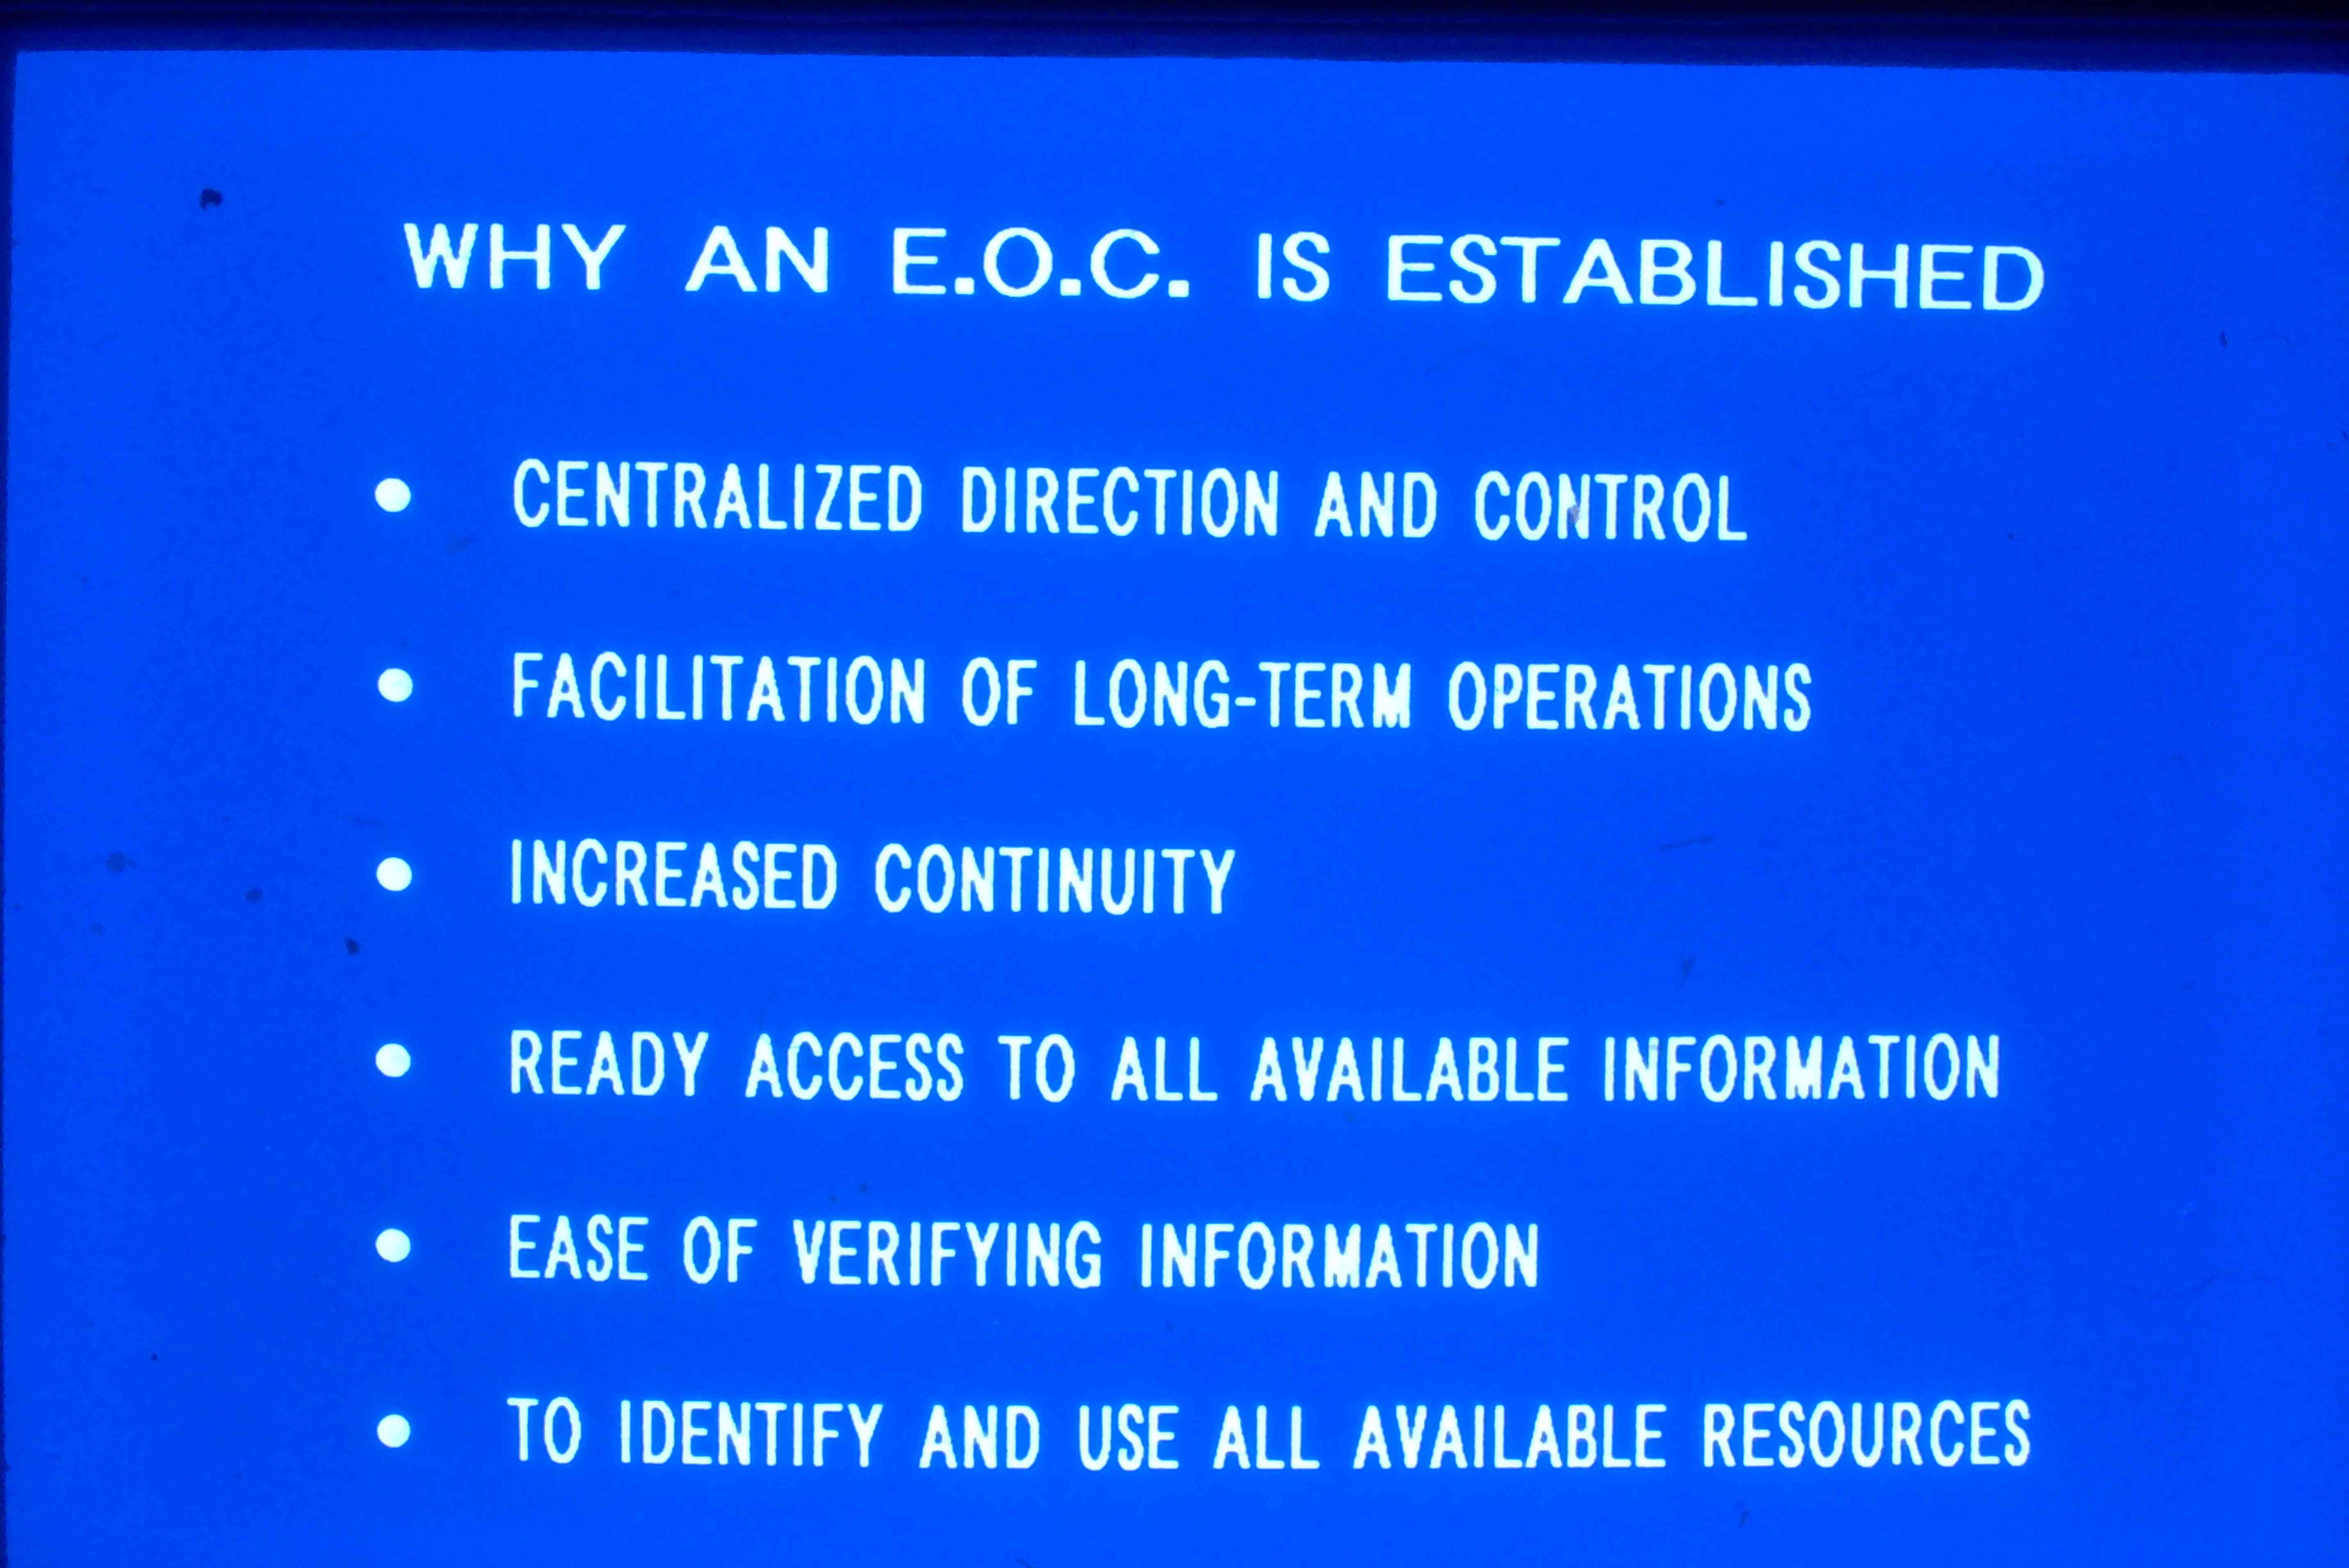 WHY AN E.O.C. IS ESTABLISHED
• CENTRALIZED DIRECTION AND CONTROL
• FACILITATION OF LONG-TERM OPERATIONS
• INCREASED CONTINUITY
• READY ACCESS TO ALL AVAILABLE INFORMATION
• EASE OF VERIFYING INFORMATION
• TO IDENTIFY AND USE ALL AVAILABLE RESOURCES